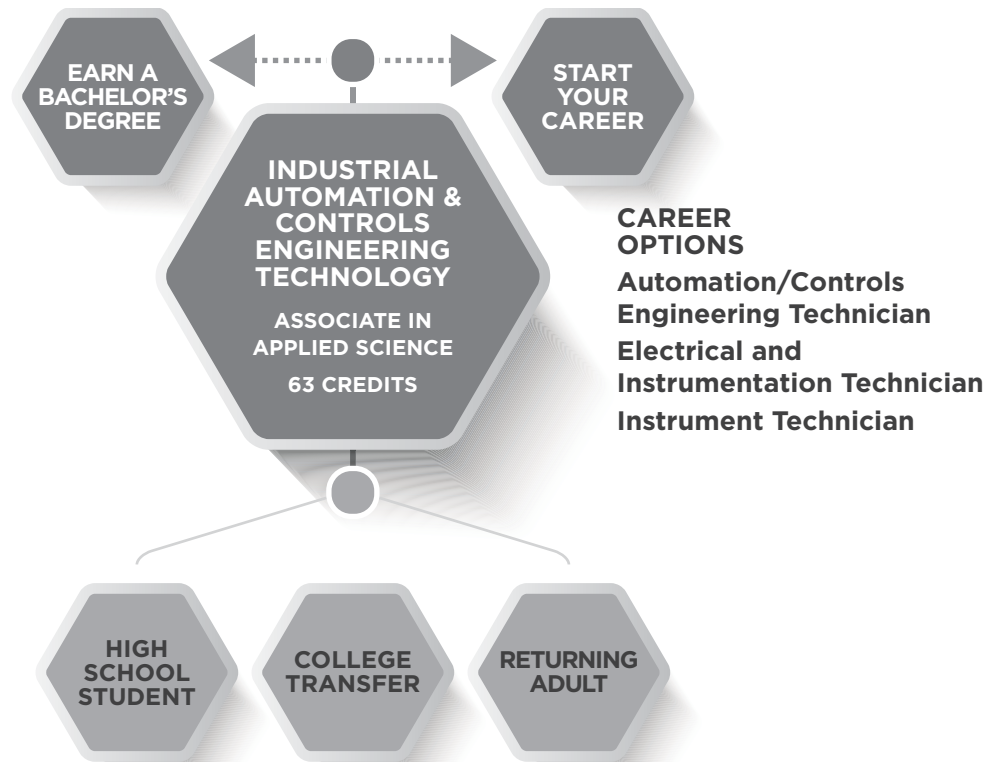 EARN A
BACHELOR'S
DEGREE
START
YOUR
CAREER
INDUSTRIAL
AUTOMATION &
CONTROLS
ENGINEERING
TECHNOLOGY
ASSOCIATE IN
APPLIED SCIENCE
63 CREDITS
CAREER
OPTIONS
Automation/Controls
Engineering Technician
Electrical and
Instrumentation Technician
Instrument Technician
HIGH
SCHOOL
STUDENT
COLLEGE
TRANSFER
RETURNING
ADULT